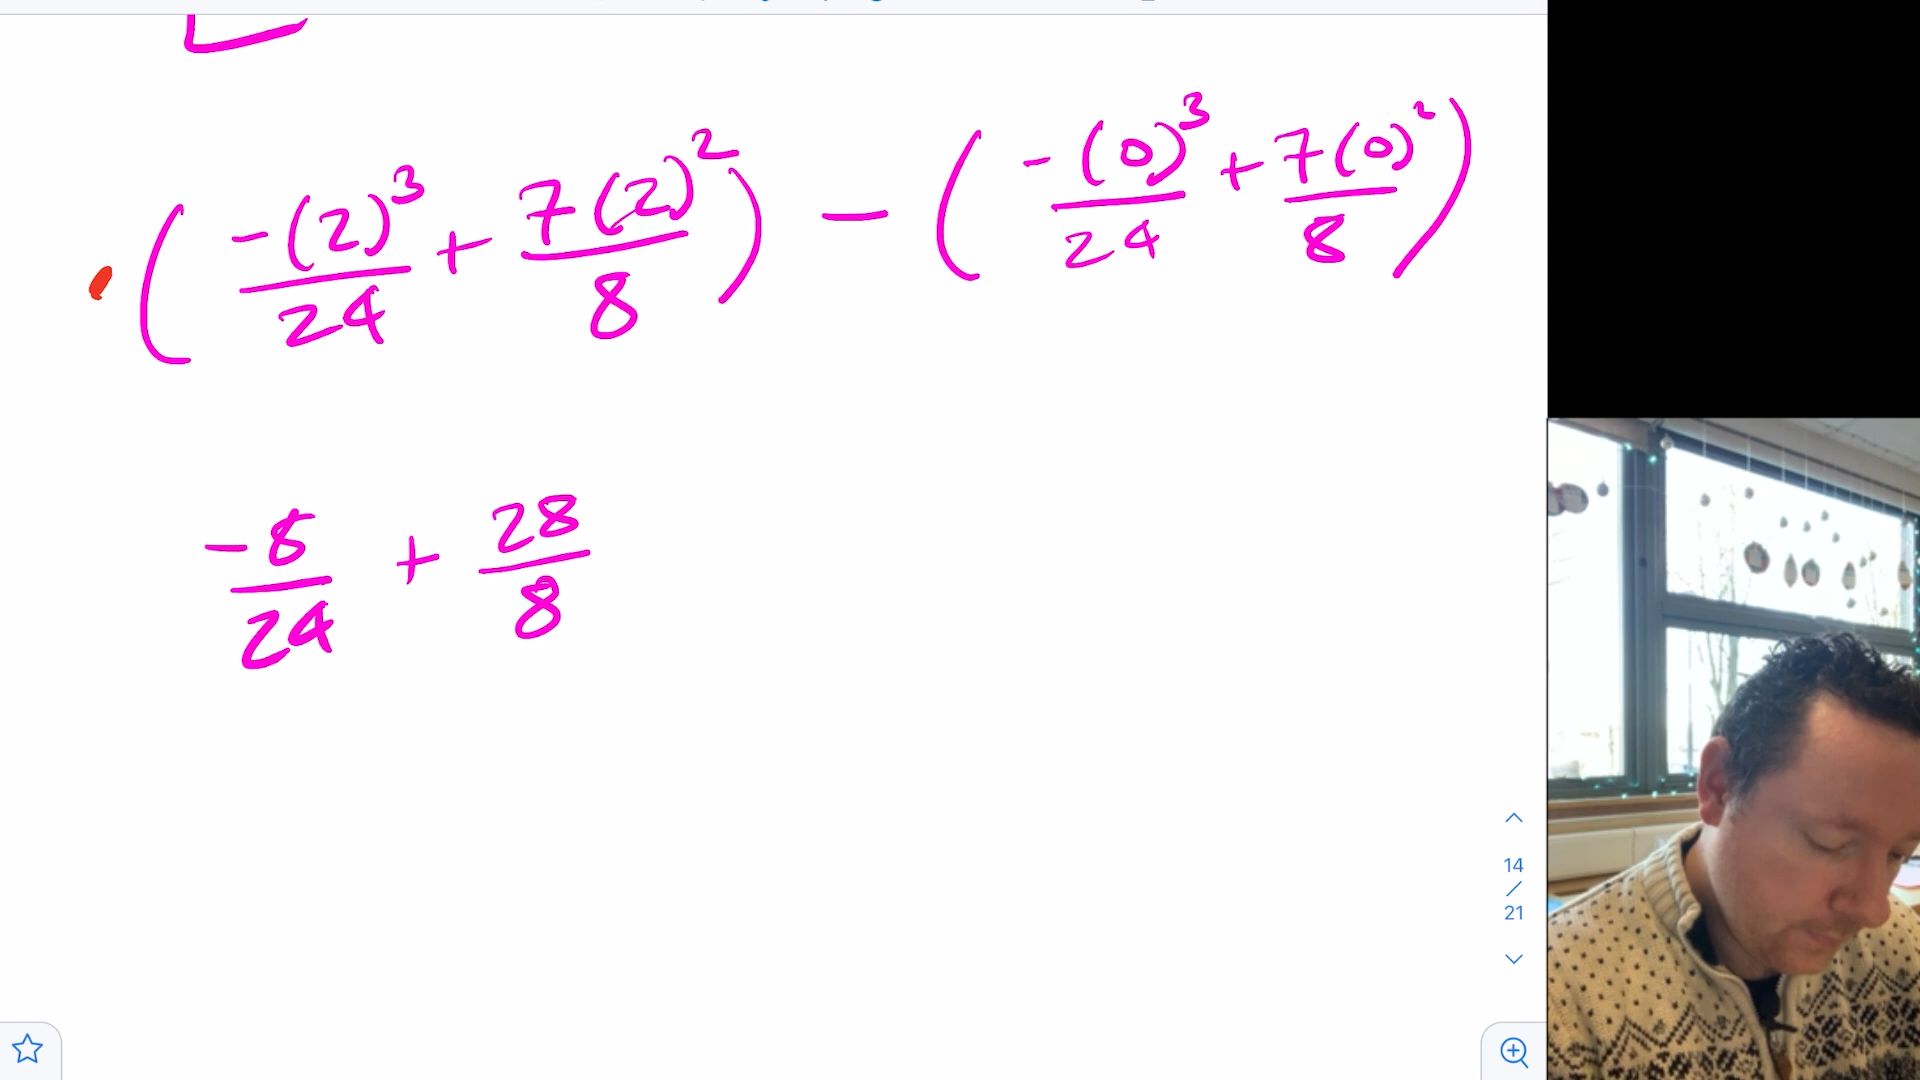 (-(2)³/24 + 7(2)²/8) - (-(0)³/24 + 7(0)²/8)
-8/24 + 28/8
14
/
21